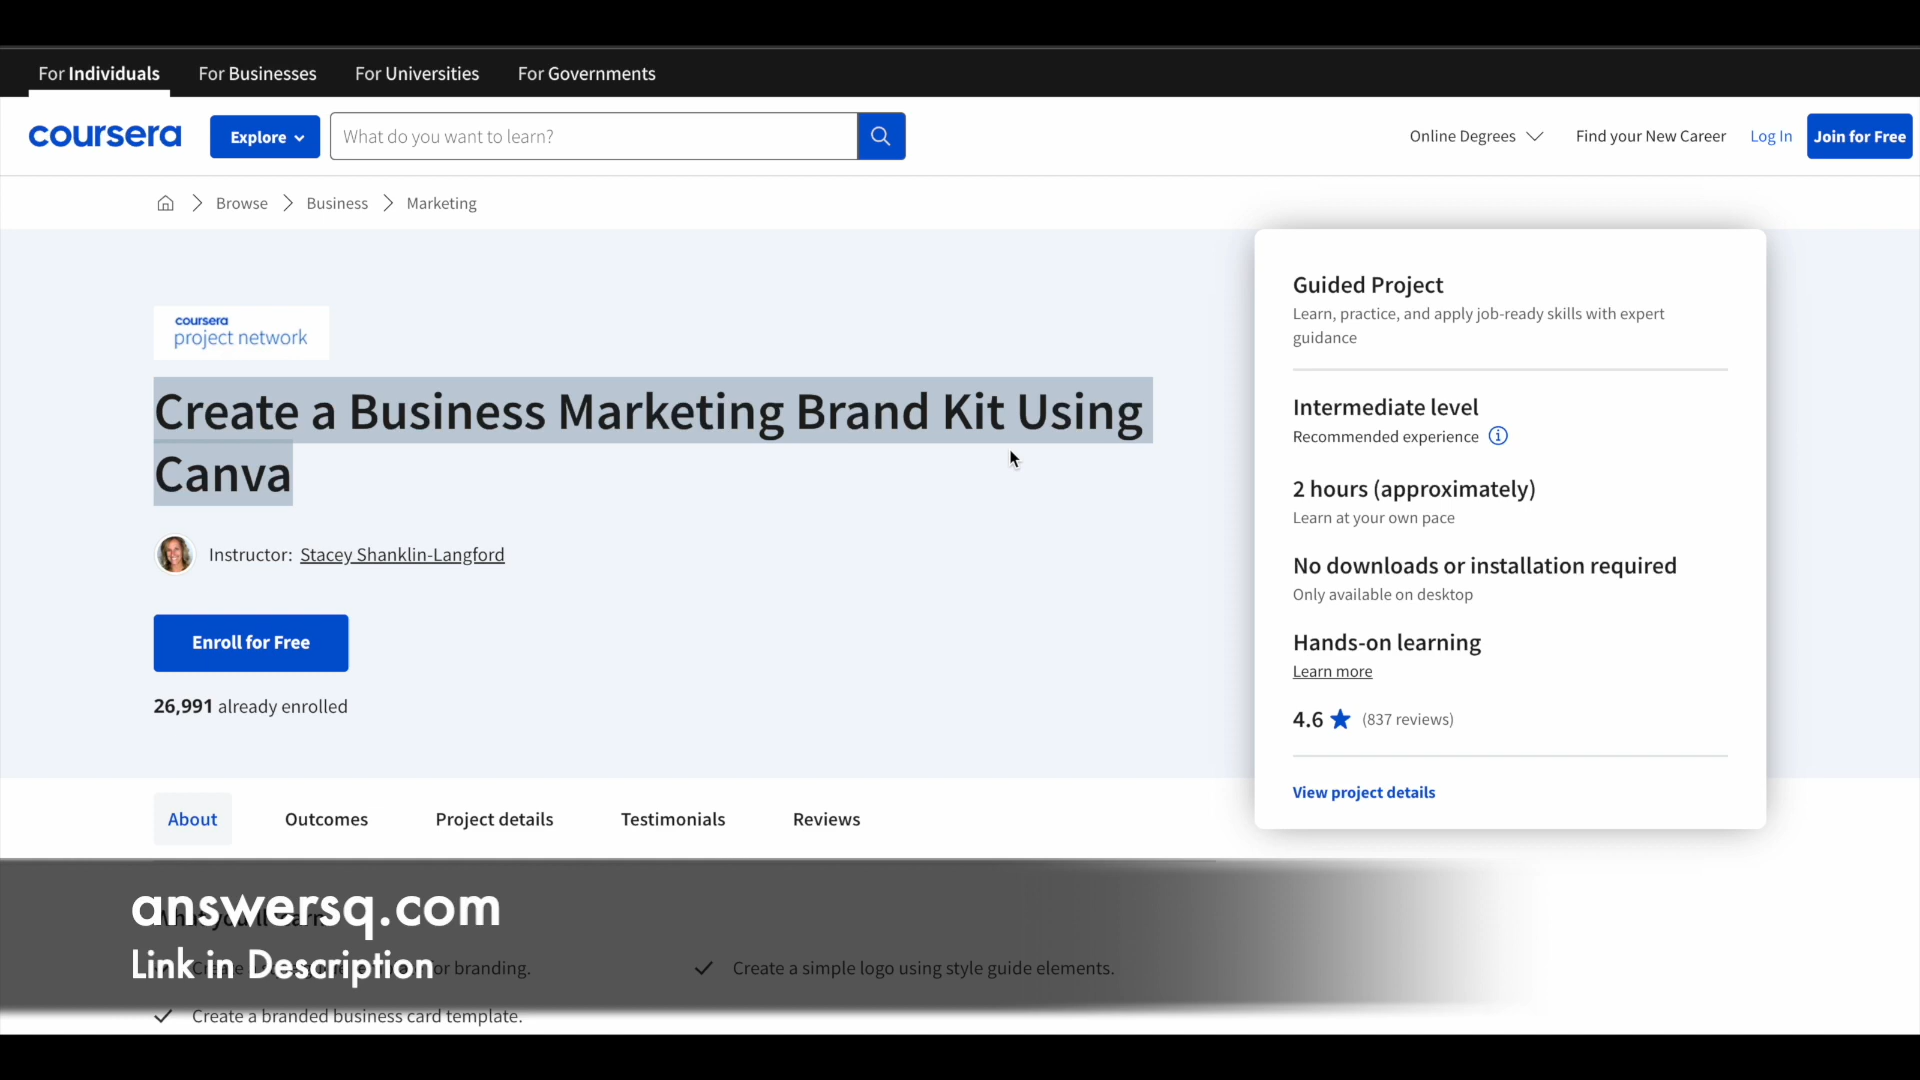 For Individuals For Businesses For Universities For Governments
coursera Explore What do you want to learn? Online Degrees Find your New Career Log In Join for Free
Browse Business Marketing
coursera
project network
Create a Business Marketing Brand Kit Using
Canva
Instructor: Stacey Shanklin-Langford
Enroll for Free
26,991 already enrolled
Guided Project
Learn, practice, and apply job-ready skills with expert
guidance
Intermediate level
Recommended experience
2 hours (approximately)
Learn at your own pace
No downloads or installation required
Only available on desktop
Hands-on learning
Learn more
4.6 (837 reviews)
View project details
About Outcomes Project details Testimonials Reviews
answersq.com
Link in Description
or branding.
Create a simple logo using style guide elements.
Create a branded business card template.